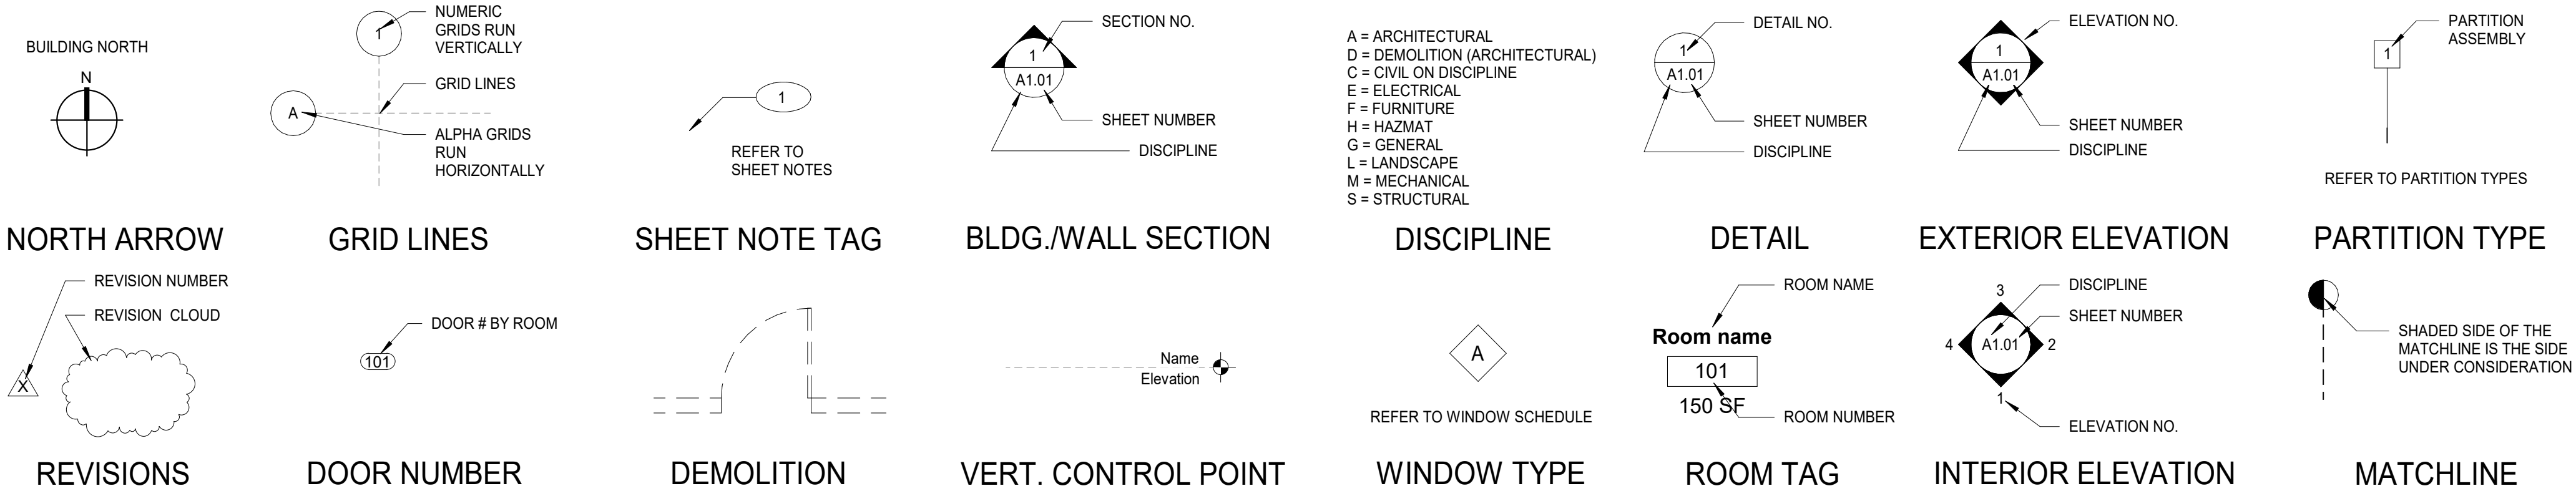 BUILDING NORTH
N
NORTH ARROW
1
NUMERIC
GRIDS RUN
VERTICALLY
GRID LINES
A
ALPHA GRIDS
RUN
HORIZONTALLY
GRID LINES
1
REFER TO
SHEET NOTES
SHEET NOTE TAG
SECTION NO.
1
A1.01
SHEET NUMBER
DISCIPLINE
BLDG./WALL SECTION
A = ARCHITECTURAL
D = DEMOLITION (ARCHITECTURAL)
C = CIVIL ON DISCIPLINE
E = ELECTRICAL
F = FURNITURE
H = HAZMAT
G = GENERAL
L = LANDSCAPE
M = MECHANICAL
S = STRUCTURAL
DISCIPLINE
DETAIL NO.
1
A1.01
SHEET NUMBER
DISCIPLINE
DETAIL
ELEVATION NO.
1
A1.01
SHEET NUMBER
DISCIPLINE
EXTERIOR ELEVATION
PARTITION
ASSEMBLY
1
REFER TO PARTITION TYPES
PARTITION TYPE
REVISION NUMBER
REVISION CLOUD
X
REVISIONS
DOOR # BY ROOM
101
DOOR NUMBER
DEMOLITION
Name
Elevation
VERT. CONTROL POINT
A
REFER TO WINDOW SCHEDULE
WINDOW TYPE
ROOM NAME
Room name
101
150 SF
ROOM NUMBER
ROOM TAG
DISCIPLINE
3
SHEET NUMBER
4
A1.01
2
1
ELEVATION NO.
INTERIOR ELEVATION
SHADED SIDE OF THE
MATCHLINE IS THE SIDE
UNDER CONSIDERATION
MATCHLINE